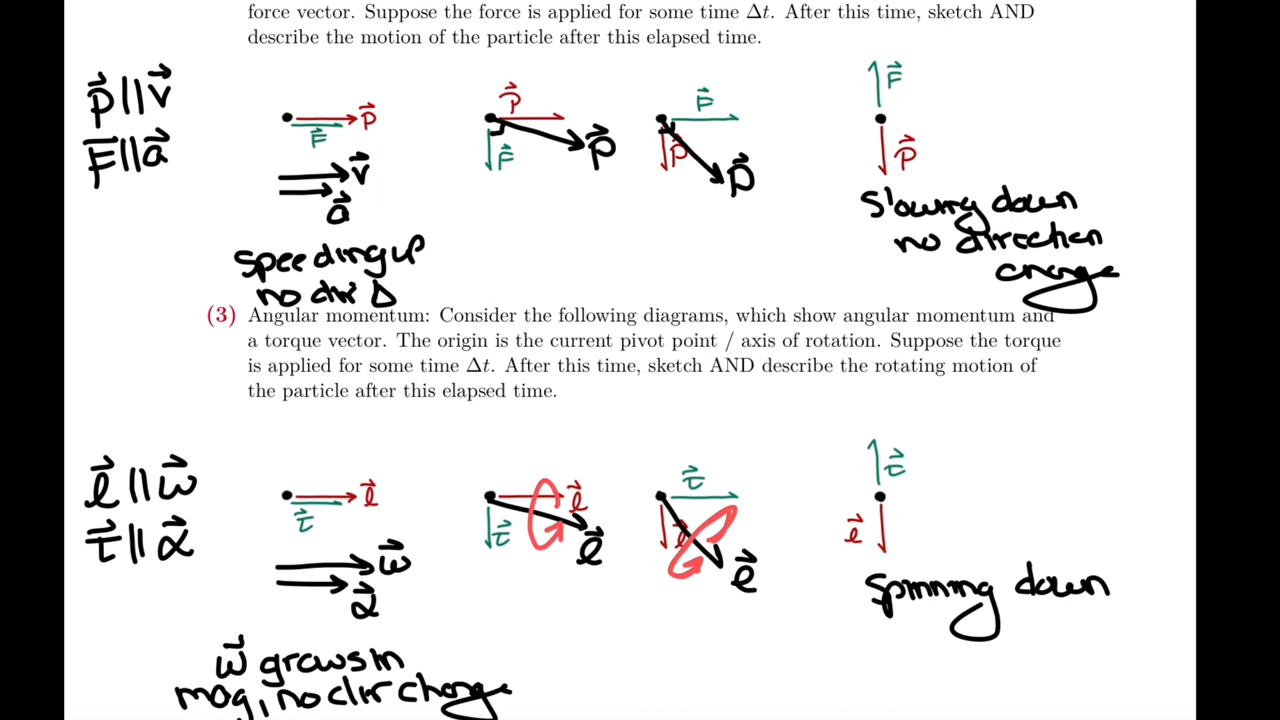 force vector. Suppose the force is applied for some time Δt. After this time, sketch AND
describe the motion of the particle after this elapsed time.
p⃗ ∥ v⃗
F⃗ ∥ a⃗
p⃗
F⃗
v⃗
a⃗
speeding up
no dir Δ
p⃗
F⃗
p⃗
F⃗
p⃗
p⃗
F⃗
p⃗
slowing down
no direction
change
(3) Angular momentum: Consider the following diagrams, which show angular momentum and
a torque vector. The origin is the current pivot point / axis of rotation. Suppose the torque
is applied for some time Δt. After this time, sketch AND describe the rotating motion of
the particle after this elapsed time.
ℓ⃗ ∥ ω⃗
τ⃗ ∥ α⃗
ℓ⃗
τ⃗
ω⃗
α⃗
ω⃗ grows in
mag, no dir change
ℓ⃗
τ⃗
ℓ⃗
τ⃗
ℓ⃗
ℓ⃗
τ⃗
ℓ⃗
spinning down